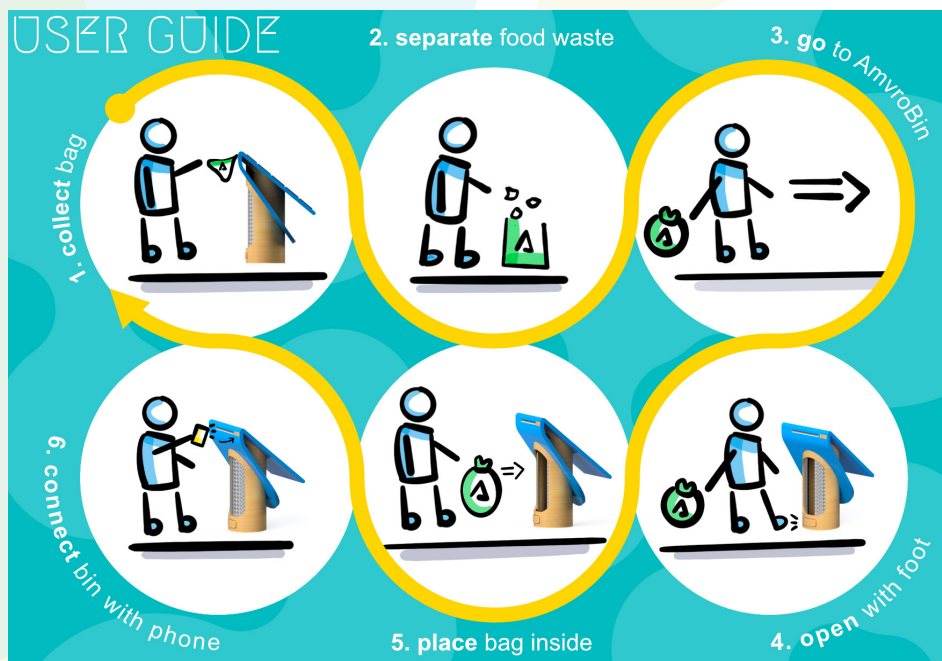 USER GUIDE
1. collect bag
2. separate food waste
3. go to AmvroBin
4. open with foot
5. place bag inside
6. connect bin with phone